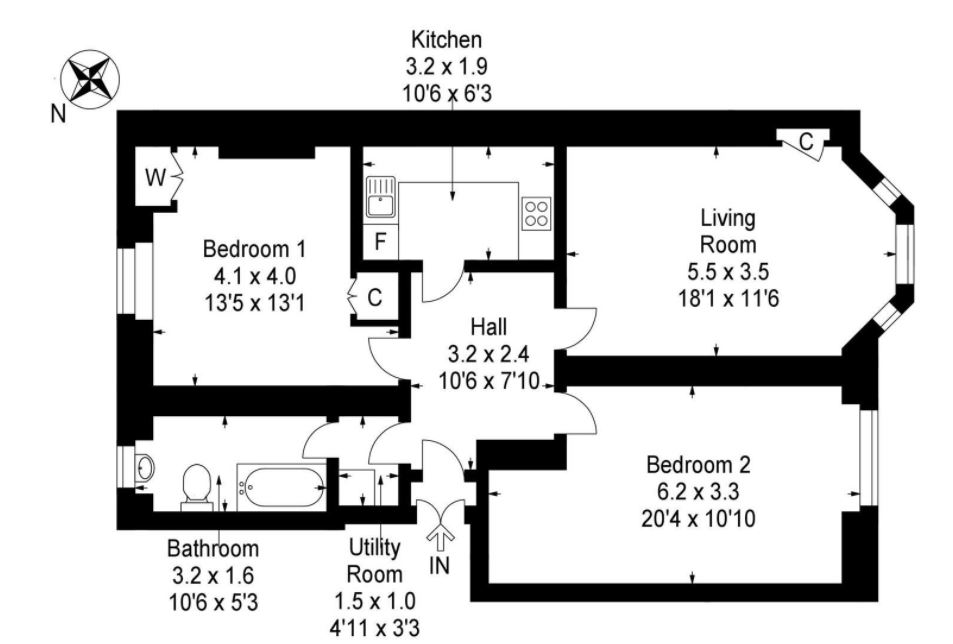 Kitchen
3.2 x 1.9
10'6 x 6'3
N
C
W
Living
Room
5.5 x 3.5
18'1 x 11'6
F
Bedroom 1
4.1 x 4.0
13'5 x 13'1
C
Hall
3.2 x 2.4
10'6 x 7'10
Bedroom 2
6.2 x 3.3
20'4 x 10'10
Bathroom
3.2 x 1.6
10'6 x 5'3
Utility
Room
1.5 x 1.0
4'11 x 3'3
IN